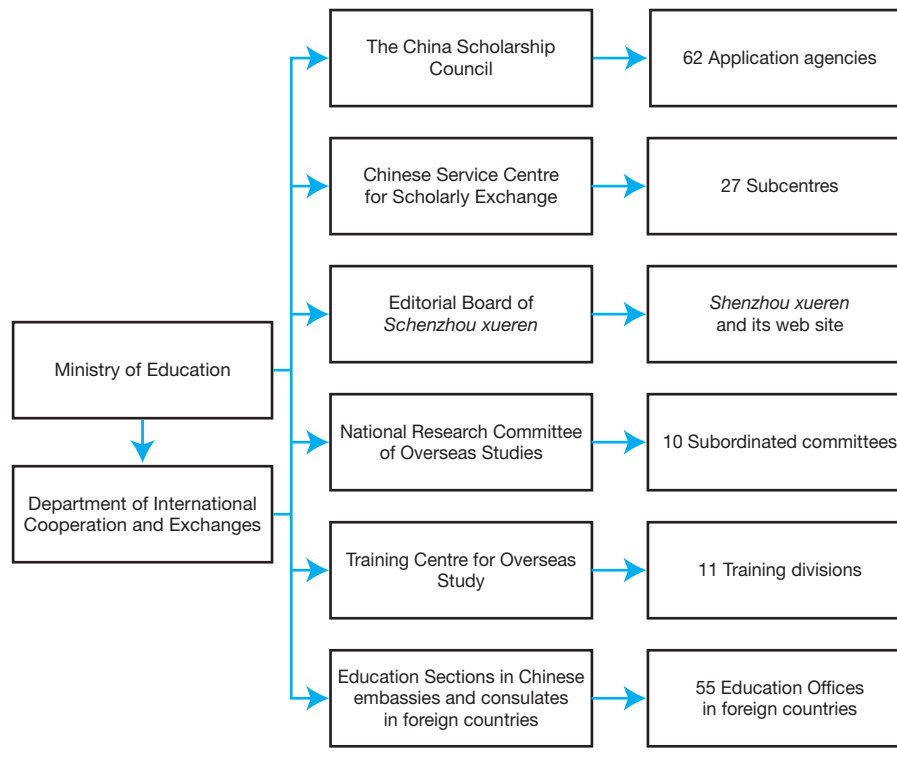 The China Scholarship
Council
62 Application agencies
Chinese Service Centre
for Scholarly Exchange
27 Subcentres
Editorial Board of
Schenzhou xueren
Shenzhou xueren
and its web site
Ministry of Education
National Research Committee
of Overseas Studies
10 Subordinated committees
Department of International
Cooperation and Exchanges
Training Centre for Overseas
Study
11 Training divisions
Education Sections in Chinese
embassies and consulates
in foreign countries
55 Education Offices
in foreign countries